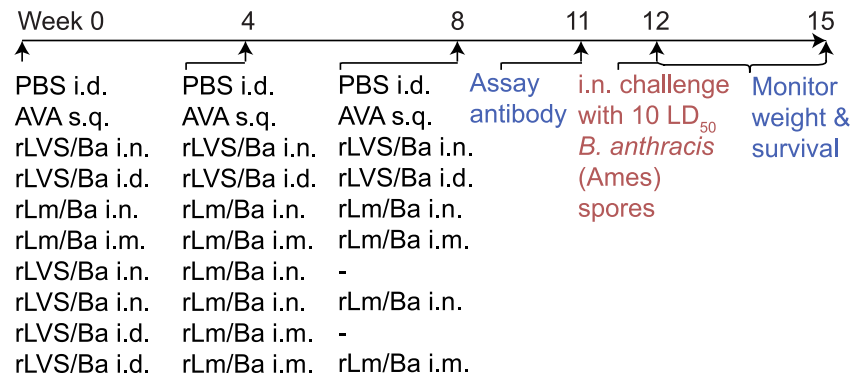 Week 0 4 8 11 12 15
PBS i.d. PBS i.d. PBS i.d. Assay i.n. challenge Monitor
AVA s.q. AVA s.q. AVA s.q. antibody with 10 LD50 weight &
rLVS/Ba i.n. rLVS/Ba i.n. rLVS/Ba i.n. B. anthracis survival
rLVS/Ba i.d. rLVS/Ba i.d. rLVS/Ba i.d. (Ames)
rLm/Ba i.n. rLm/Ba i.n. rLm/Ba i.n. spores
rLm/Ba i.m. rLm/Ba i.m. rLm/Ba i.m.
rLVS/Ba i.n. rLm/Ba i.n. -
rLVS/Ba i.n. rLm/Ba i.n. rLm/Ba i.n.
rLVS/Ba i.d. rLm/Ba i.m. -
rLVS/Ba i.d. rLm/Ba i.m. rLm/Ba i.m.